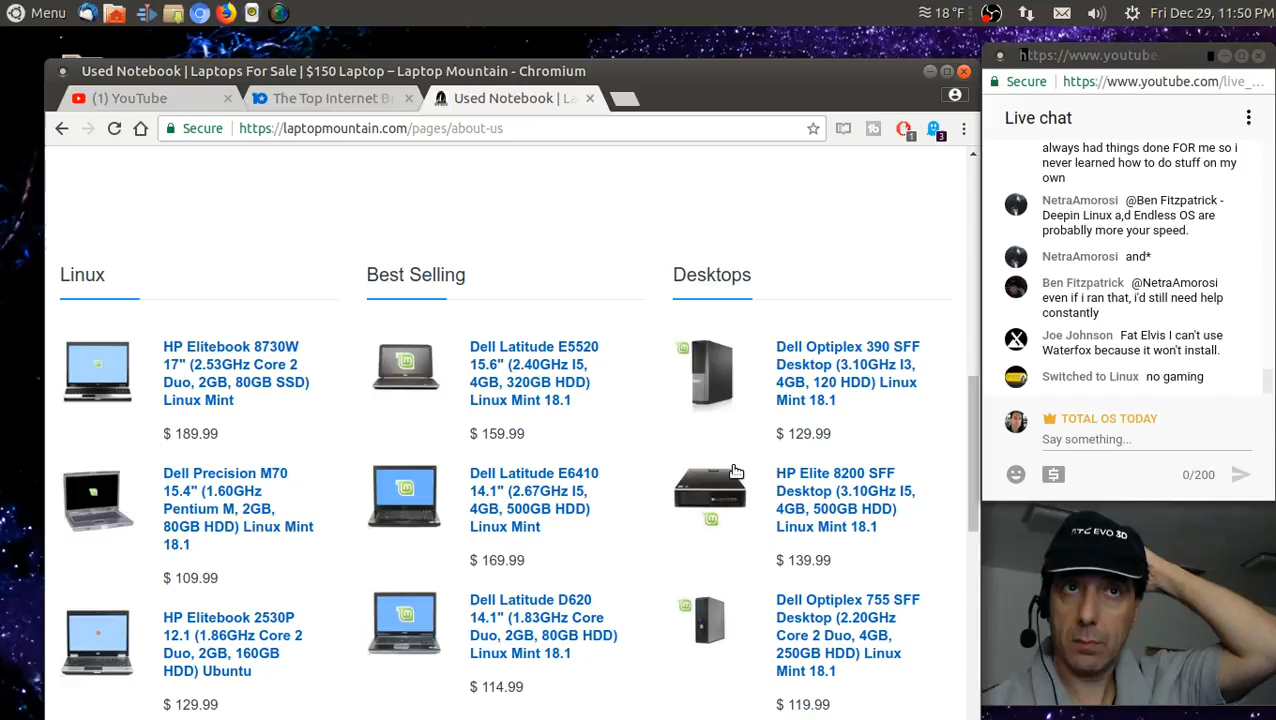 Menu
18 °F
Fri Dec 29, 11:50 PM
Used Notebook | Laptops For Sale | $150 Laptop – Laptop Mountain - Chromium
https://www.youtube.
(1) YouTube
The Top Internet Br
Used Notebook | La
Secure
https://www.youtube.com/live_...
Secure
https://laptopmountain.com/pages/about-us
1
3
Live chat
always had things done FOR me so i
never learned how to do stuff on my
own
NetraAmorosi @Ben Fitzpatrick -
Deepin Linux a,d Endless OS are
probablly more your speed.
NetraAmorosi and*
Ben Fitzpatrick @NetraAmorosi
even if i ran that, i'd still need help
constantly
Joe Johnson Fat Elvis I can't use
Waterfox because it won't install.
Switched to Linux no gaming
TOTAL OS TODAY
Say something...
0/200
Linux
HP Elitebook 8730W
17" (2.53GHz Core 2
Duo, 2GB, 80GB SSD)
Linux Mint
$ 189.99
Dell Precision M70
15.4" (1.60GHz
Pentium M, 2GB,
80GB HDD) Linux Mint
18.1
$ 109.99
HP Elitebook 2530P
12.1 (1.86GHz Core 2
Duo, 2GB, 160GB
HDD) Ubuntu
$ 129.99
Best Selling
Dell Latitude E5520
15.6" (2.40GHz I5,
4GB, 320GB HDD)
Linux Mint 18.1
$ 159.99
Dell Latitude E6410
14.1" (2.67GHz I5,
4GB, 500GB HDD)
Linux Mint
$ 169.99
Dell Latitude D620
14.1" (1.83GHz Core
Duo, 2GB, 80GB HDD)
Linux Mint 18.1
$ 114.99
Desktops
Dell Optiplex 390 SFF
Desktop (3.10GHz I3,
4GB, 120 HDD) Linux
Mint 18.1
$ 129.99
HP Elite 8200 SFF
Desktop (3.10GHz I5,
4GB, 500GB HDD)
Linux Mint 18.1
$ 139.99
Dell Optiplex 755 SFF
Desktop (2.20GHz
Core 2 Duo, 4GB,
250GB HDD) Linux
Mint 18.1
$ 119.99
HTC EVO 3D